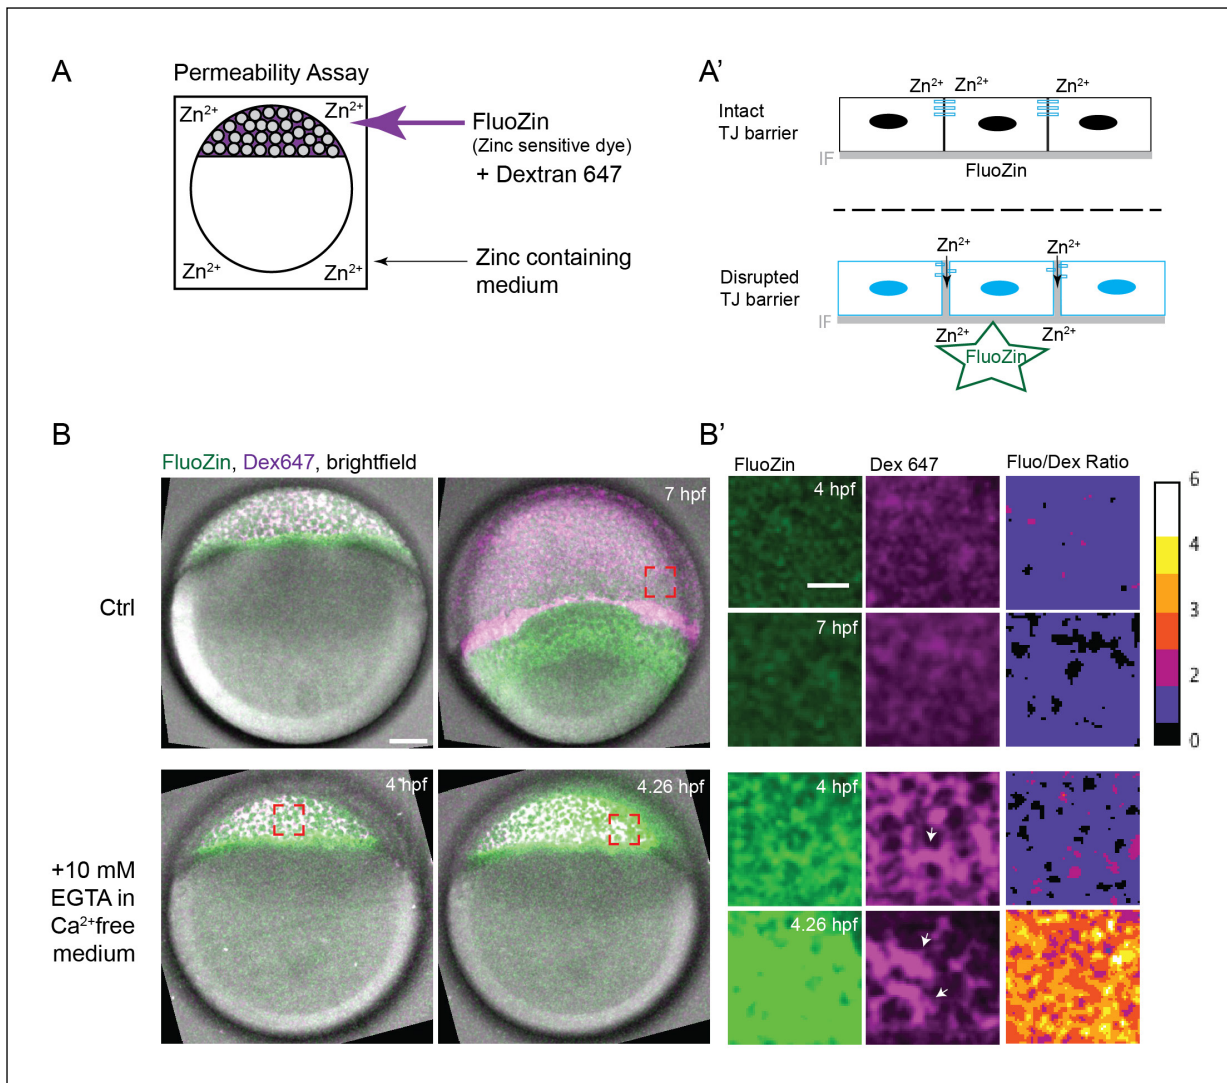 A
Permeability Assay
Zn²⁺
Zn²⁺
Zn²⁺
Zn²⁺
FluoZin
(Zinc sensitive dye)
+ Dextran 647
Zinc containing
medium
A'
Intact
TJ barrier
Zn²⁺ Zn²⁺ Zn²⁺
IF
FluoZin
Disrupted
TJ barrier
Zn²⁺ Zn²⁺
IF
Zn²⁺ Zn²⁺
FluoZin
B
FluoZin, Dex647, brightfield
Ctrl
7 hpf
+10 mM
EGTA in
Ca²⁺free
medium
4 hpf
4.26 hpf
B'
FluoZin Dex 647 Fluo/Dex Ratio
4 hpf
7 hpf
4 hpf
4.26 hpf
4
3
2
0